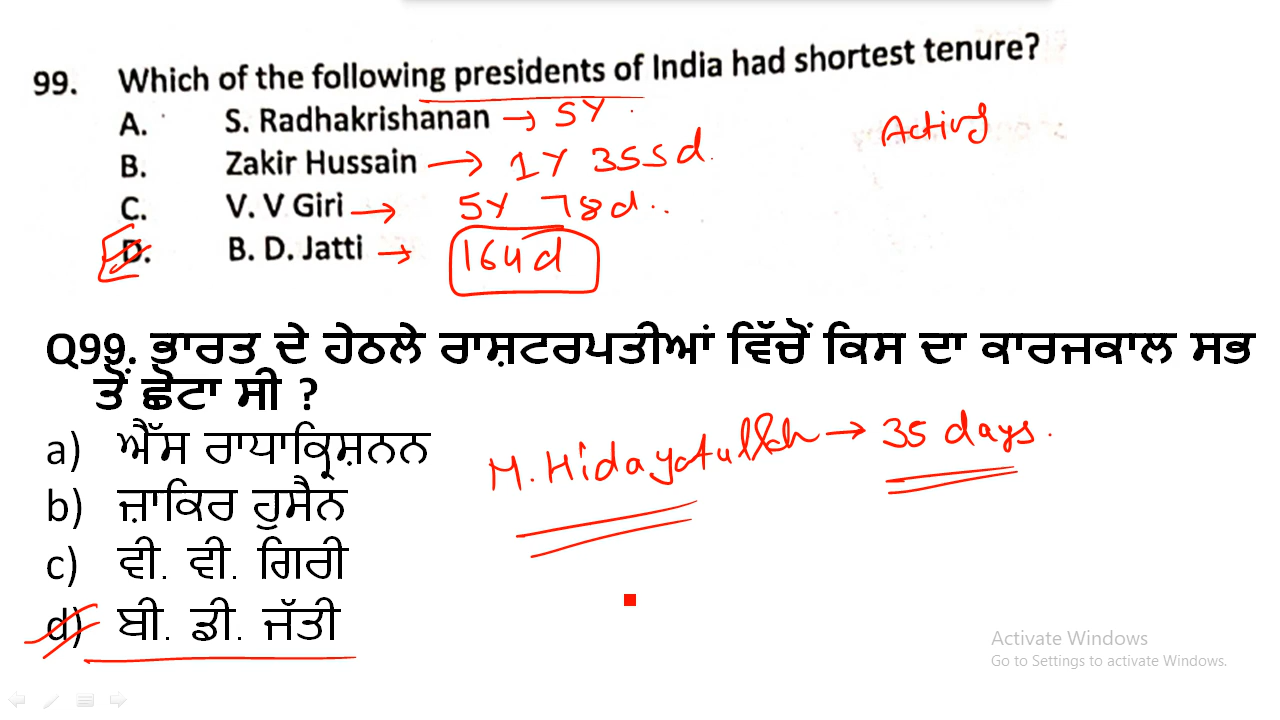 99. Which of the following presidents of India had shortest tenure?
A. S. Radhakrishanan → 5Y
Acting
B. Zakir Hussain → 1Y 355d.
C. V. V Giri → 5Y 78d..
D. B. D. Jatti → 164d
Q99. ਭਾਰਤ ਦੇ ਹੇਠਲੇ ਰਾਸ਼ਟਰਪਤੀਆਂ ਵਿੱਚੋਂ ਕਿਸ ਦਾ ਕਾਰਜਕਾਲ ਸਭ
ਤੋਂ ਛੋਟਾ ਸੀ ?
a) ਐੱਸ ਰਾਧਾਕ੍ਰਿਸ਼ਨਨ
M. Hidayatullah → 35 days.
b) ਜ਼ਾਕਿਰ ਹੁਸੈਨ
c) ਵੀ. ਵੀ. ਗਿਰੀ
d) ਬੀ. ਡੀ. ਜੱਤੀ
Activate Windows
Go to Settings to activate Windows.